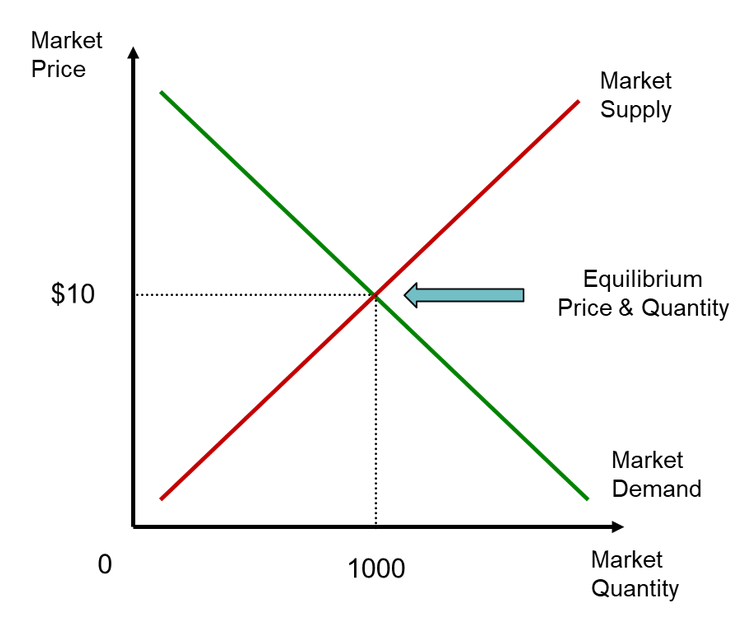 Market
Price
Market
Supply
$10
Equilibrium
Price & Quantity
Market
Demand
0
1000
Market
Quantity